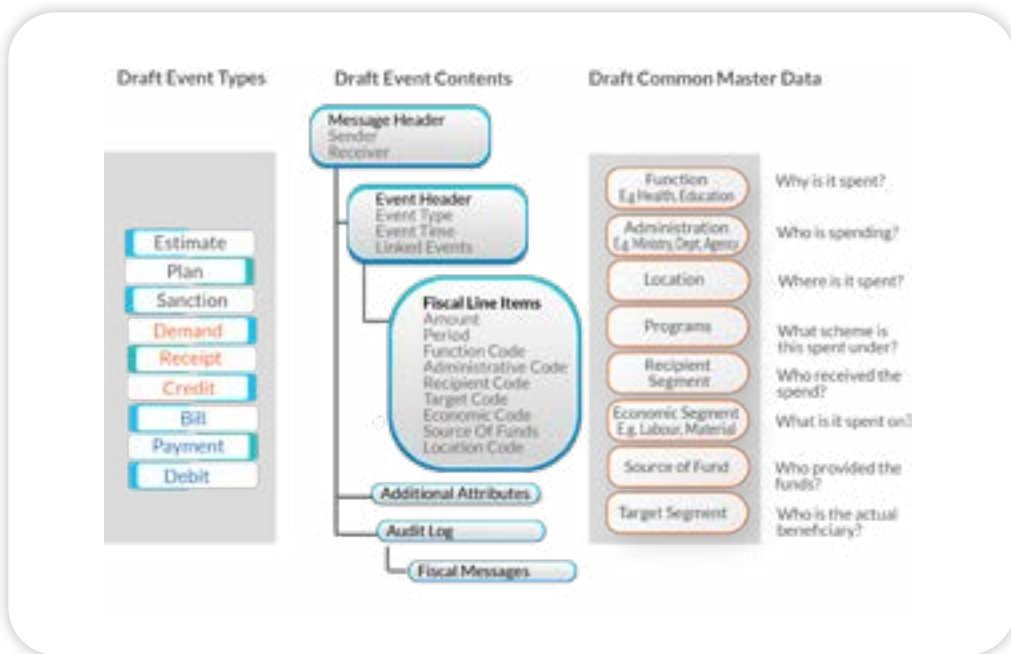 Draft Event Types
Draft Event Contents
Draft Common Master Data
Estimate
Plan
Sanction
Demand
Receipt
Credit
Bill
Payment
Debit
Message Header
Sender
Receiver
Event Header
Event Type
Event Time
Linked Events
Fiscal Line Items
Amount
Period
Function Code
Administrative Code
Recipient Code
Target Code
Economic Code
Source Of Funds
Location Code
Additional Attributes
Audit Log
Fiscal Messages
Function
E.g Health, Education
Why is it spent?
Administration
E.g. Ministry, Dept, Agency
Who is spending?
Location
Where is it spent?
Programs
What scheme is
this spent under?
Recipient
Segment
Who received the
spend?
Economic Segment
E.g. Labour, Material
What is it spent on?
Source of Fund
Who provided the
funds?
Target Segment
Who is the actual
beneficiary?